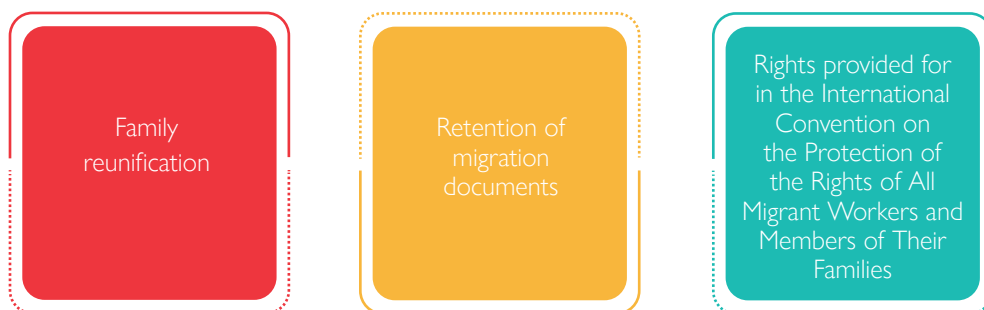 Family
reunification
Retention of
migration
documents
Rights provided for
in the International
Convention on
the Protection of
the Rights of All
Migrant Workers and
Members of Their
Families